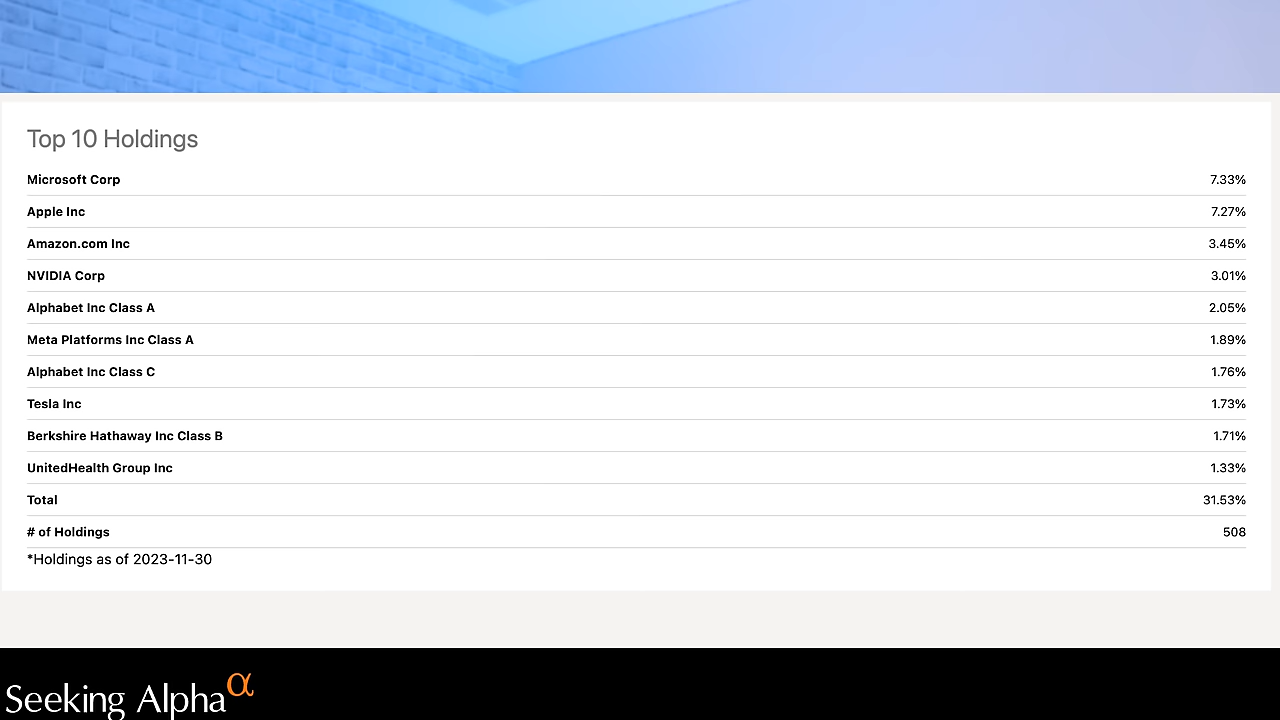 Top 10 Holdings
Microsoft Corp 7.33%
Apple Inc 7.27%
Amazon.com Inc 3.45%
NVIDIA Corp 3.01%
Alphabet Inc Class A 2.05%
Meta Platforms Inc Class A 1.89%
Alphabet Inc Class C 1.76%
Tesla Inc 1.73%
Berkshire Hathaway Inc Class B 1.71%
UnitedHealth Group Inc 1.33%
Total 31.53%
# of Holdings 508
*Holdings as of 2023-11-30
Seeking Alpha α